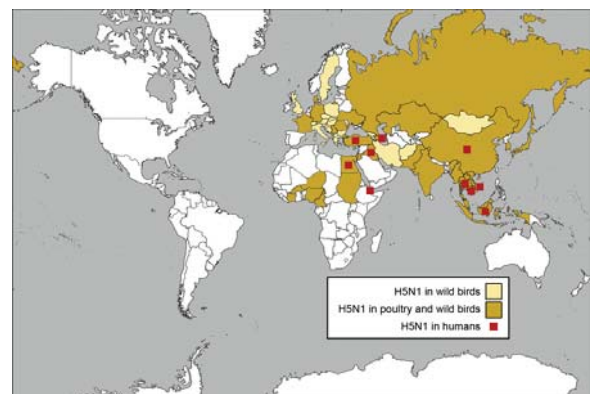 H5N1 in wild birds
H5N1 in poultry and wild birds
H5N1 in humans